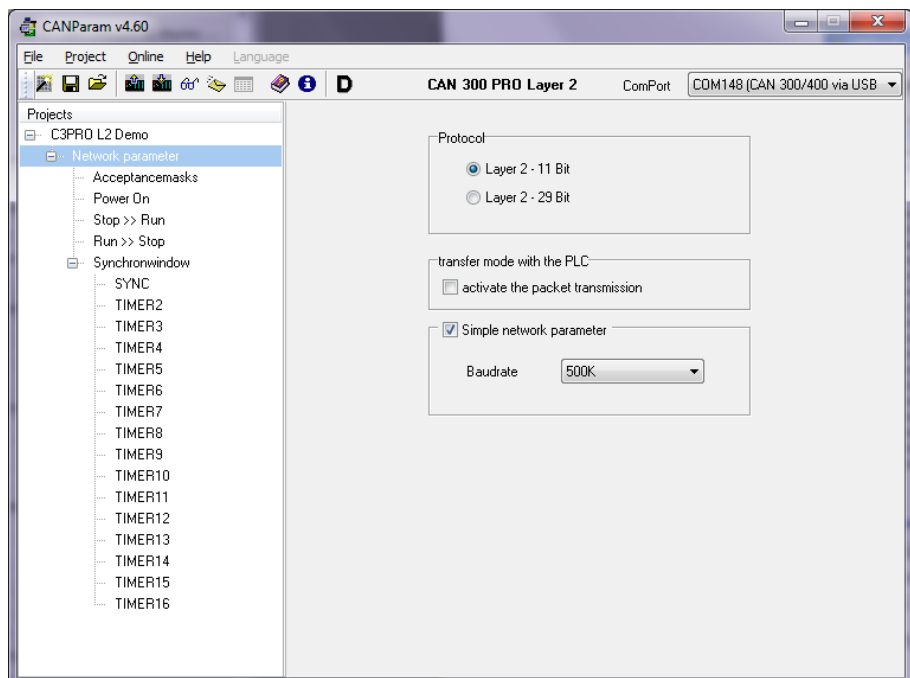 CANParam v4.60
File Project Online Help Language
D CAN 300 PRO Layer 2 ComPort COM148 (CAN 300/400 via USB
Projects
C3PRO L2 Demo
Network parameter
Acceptancemasks
Power On
Stop >> Run
Run >> Stop
Synchronwindow
SYNC
TIMER2
TIMER3
TIMER4
TIMER5
TIMER6
TIMER7
TIMER8
TIMER9
TIMER10
TIMER11
TIMER12
TIMER13
TIMER14
TIMER15
TIMER16
Protocol
Layer 2 - 11 Bit
Layer 2 - 29 Bit
transfer mode with the PLC
activate the packet transmission
Simple network parameter
Baudrate 500K